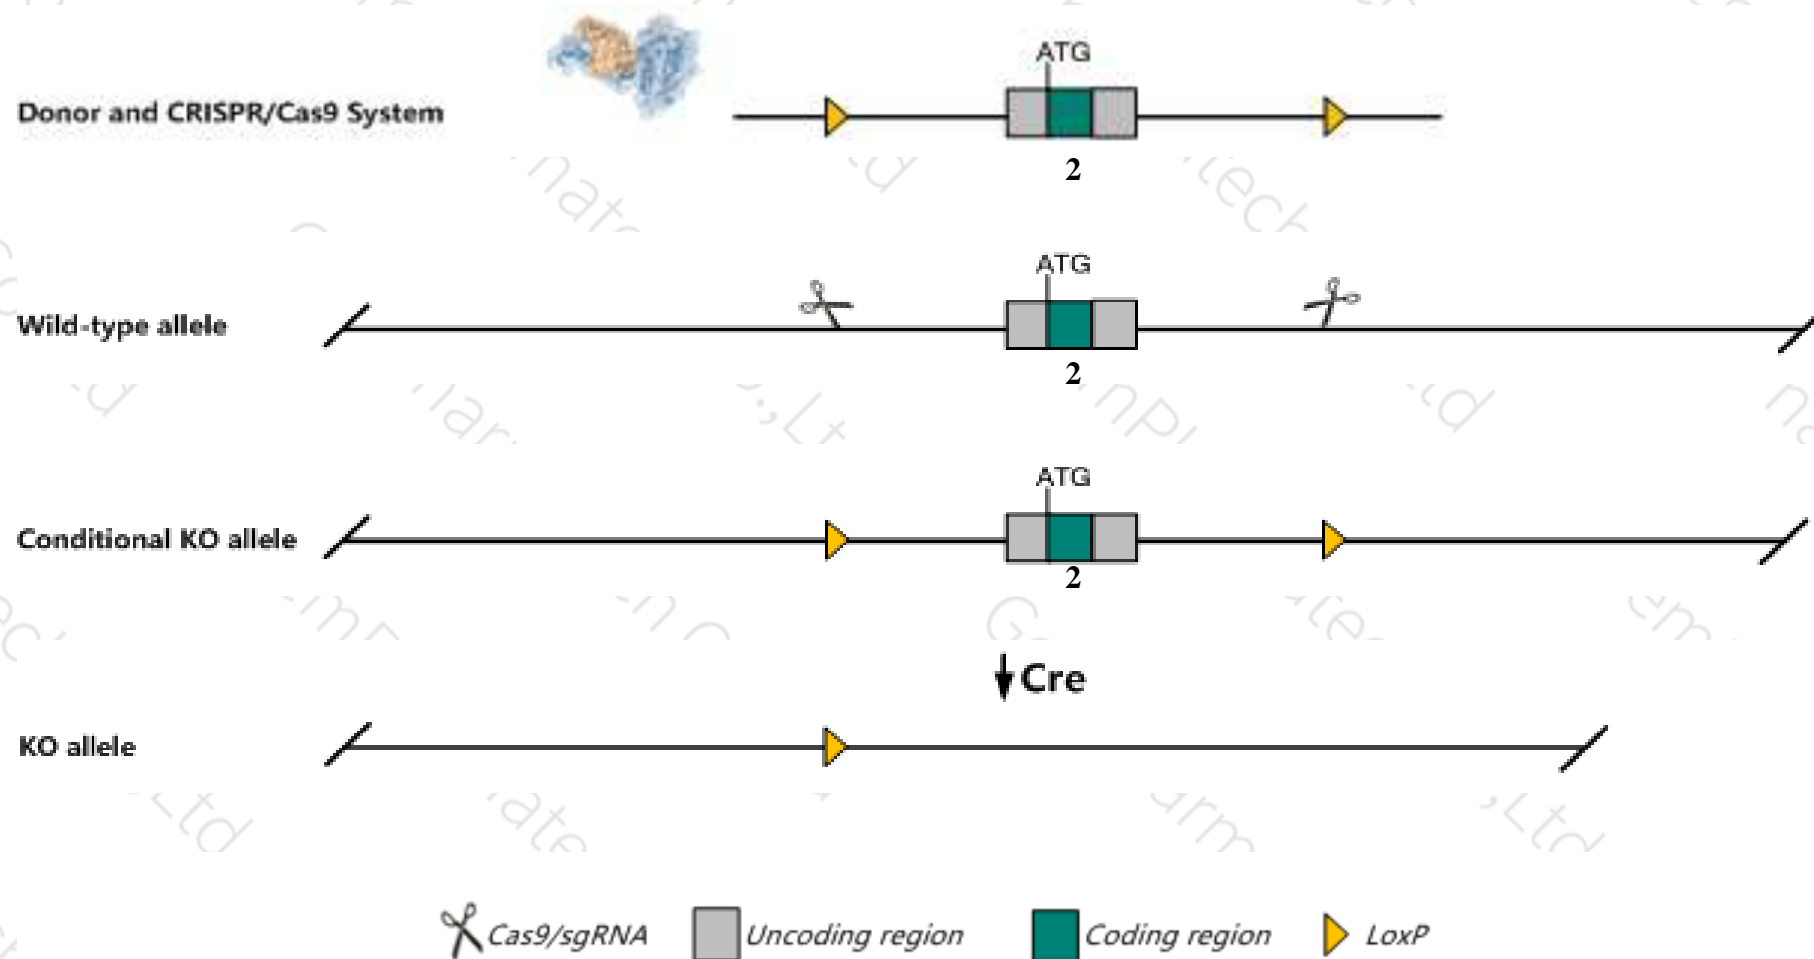 ATG
Donor and CRISPR/Cas9 System
2
ATG
Wild-type allele
2
ATG
Conditional KO allele
2
Cre
KO allele
Cas9/sgRNA Uncoding region Coding region LoxP